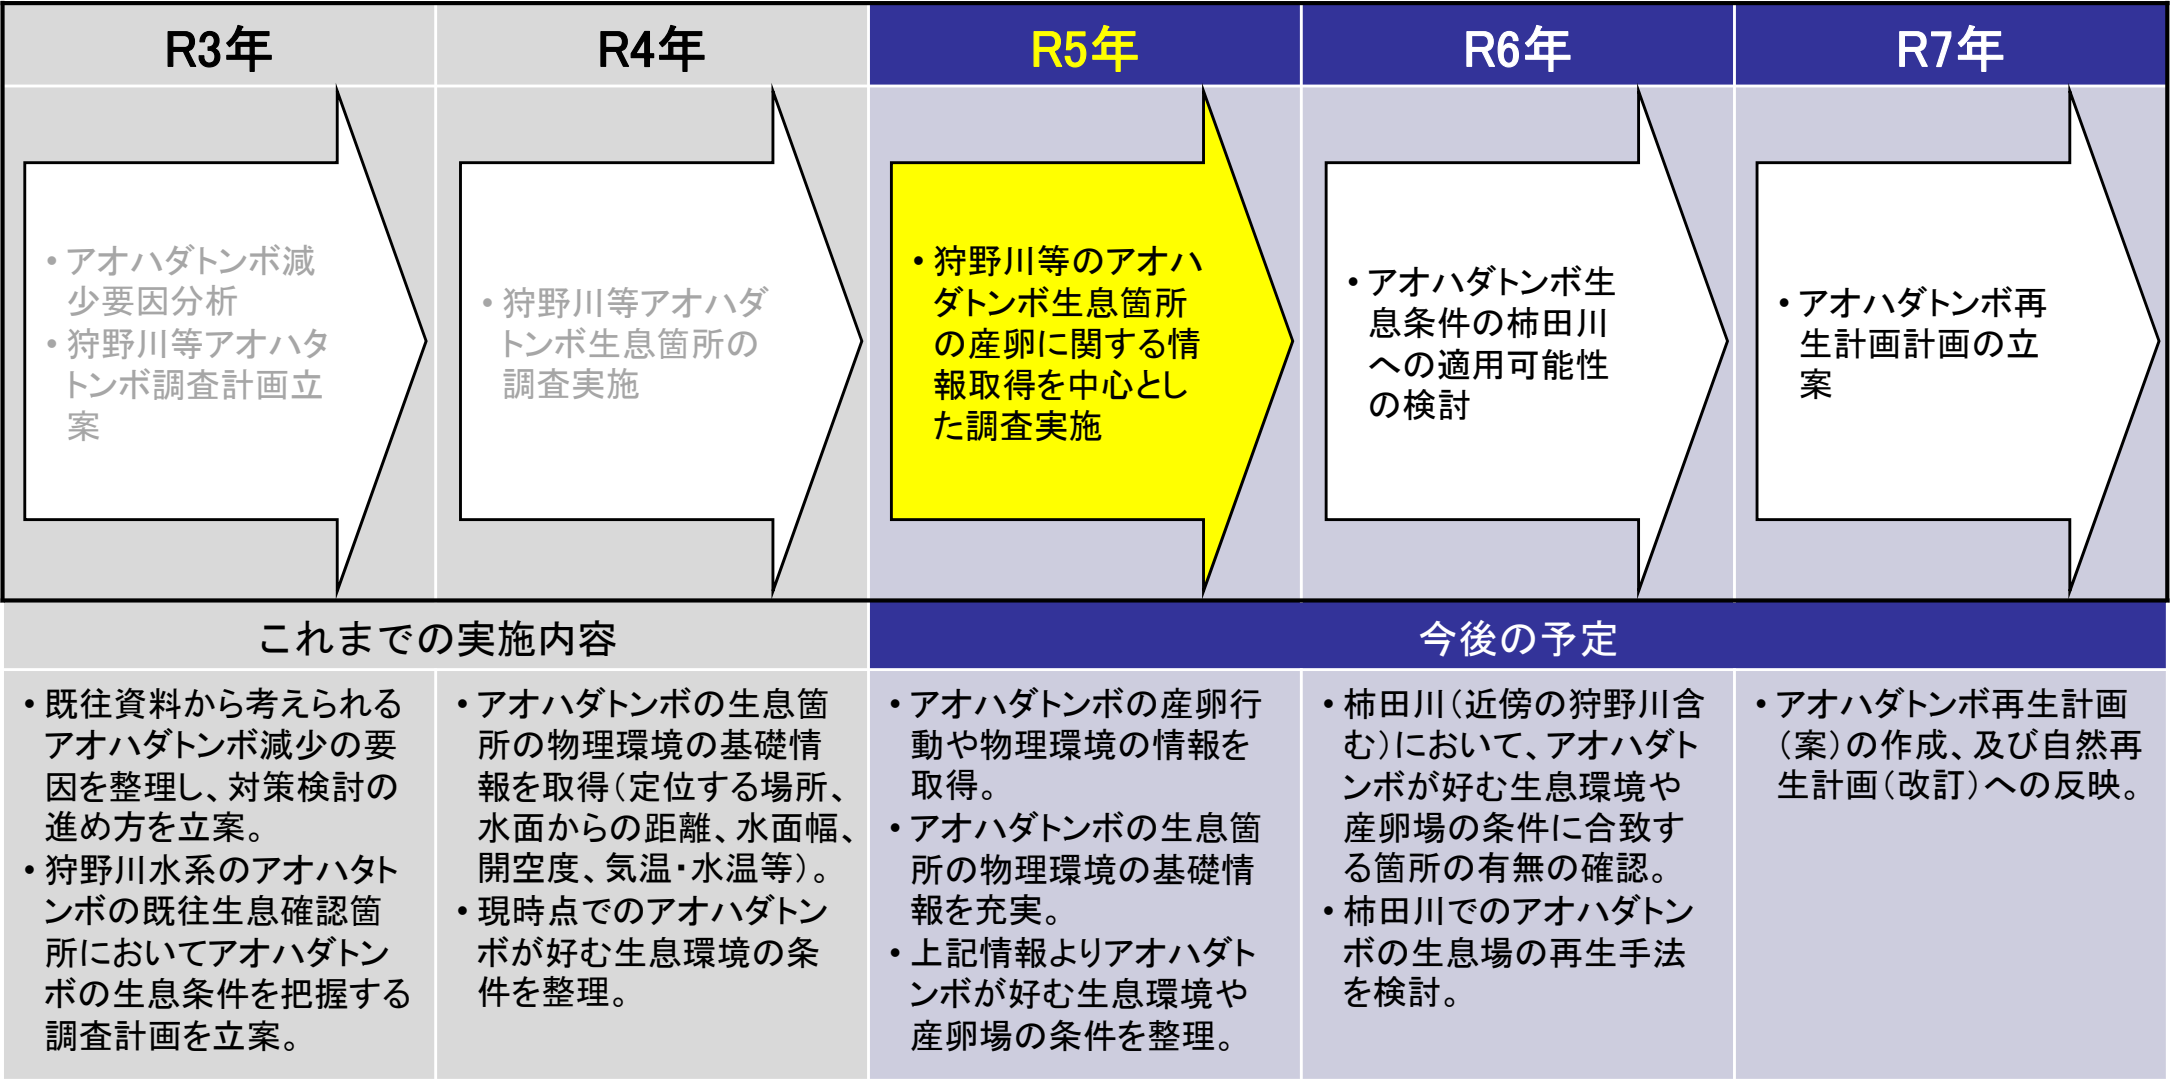 R3年
R4年
R5年
R6年
R7年
• アオハダトンボ減
少要因分析
• 狩野川等アオハタ
トンボ調査計画立
案
• 狩野川等アオハダ
トンボ生息箇所の
調査実施
• 狩野川等のアオハ
ダトンボ生息箇所
の産卵に関する情
報取得を中心とし
た調査実施
• アオハダトンボ生
息条件の柿田川
への適用可能性
の検討
• アオハダトンボ再
生計画計画の立
案
これまでの実施内容
今後の予定
• 既往資料から考えられる
アオハダトンボ減少の要
因を整理し、対策検討の
進め方を立案。
• 狩野川水系のアオハタト
ンボの既往生息確認箇
所においてアオハダトン
ボの生息条件を把握する
調査計画を立案。
• アオハダトンボの生息箇
所の物理環境の基礎情
報を取得（定位する場所、
水面からの距離、水面幅、
開空度、気温・水温等）。
• 現時点でのアオハダトン
ボが好む生息環境の条
件を整理。
• アオハダトンボの産卵行
動や物理環境の情報を
取得。
• アオハダトンボの生息箇
所の物理環境の基礎情
報を充実。
• 上記情報よりアオハダト
ンボが好む生息環境や
産卵場の条件を整理。
• 柿田川（近傍の狩野川含
む）において、アオハダト
ンボが好む生息環境や
産卵場の条件に合致す
る箇所の有無の確認。
• 柿田川でのアオハダトン
ボの生息場の再生手法
を検討。
• アオハダトンボ再生計画
（案）の作成、及び自然再
生計画（改訂）への反映。